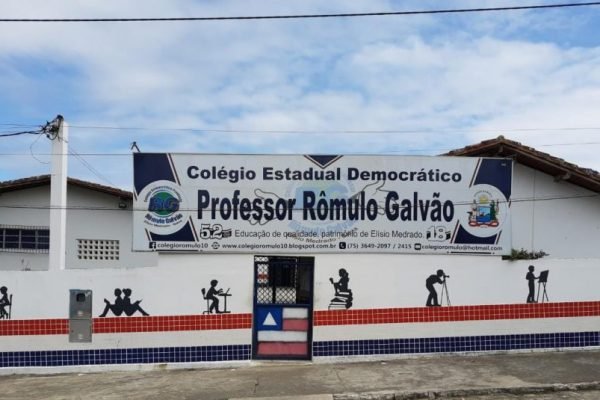 Colégio Estadual Democrático
Professor Rômulo Galvão
52 Educação de qualidade, patrimônio de Elísio Medrado. 18
colegioromulo10 www.colegioromulo10.blogspot.com.br (75) 3649-2097 / 2415 colegioromulo@hotmail.com